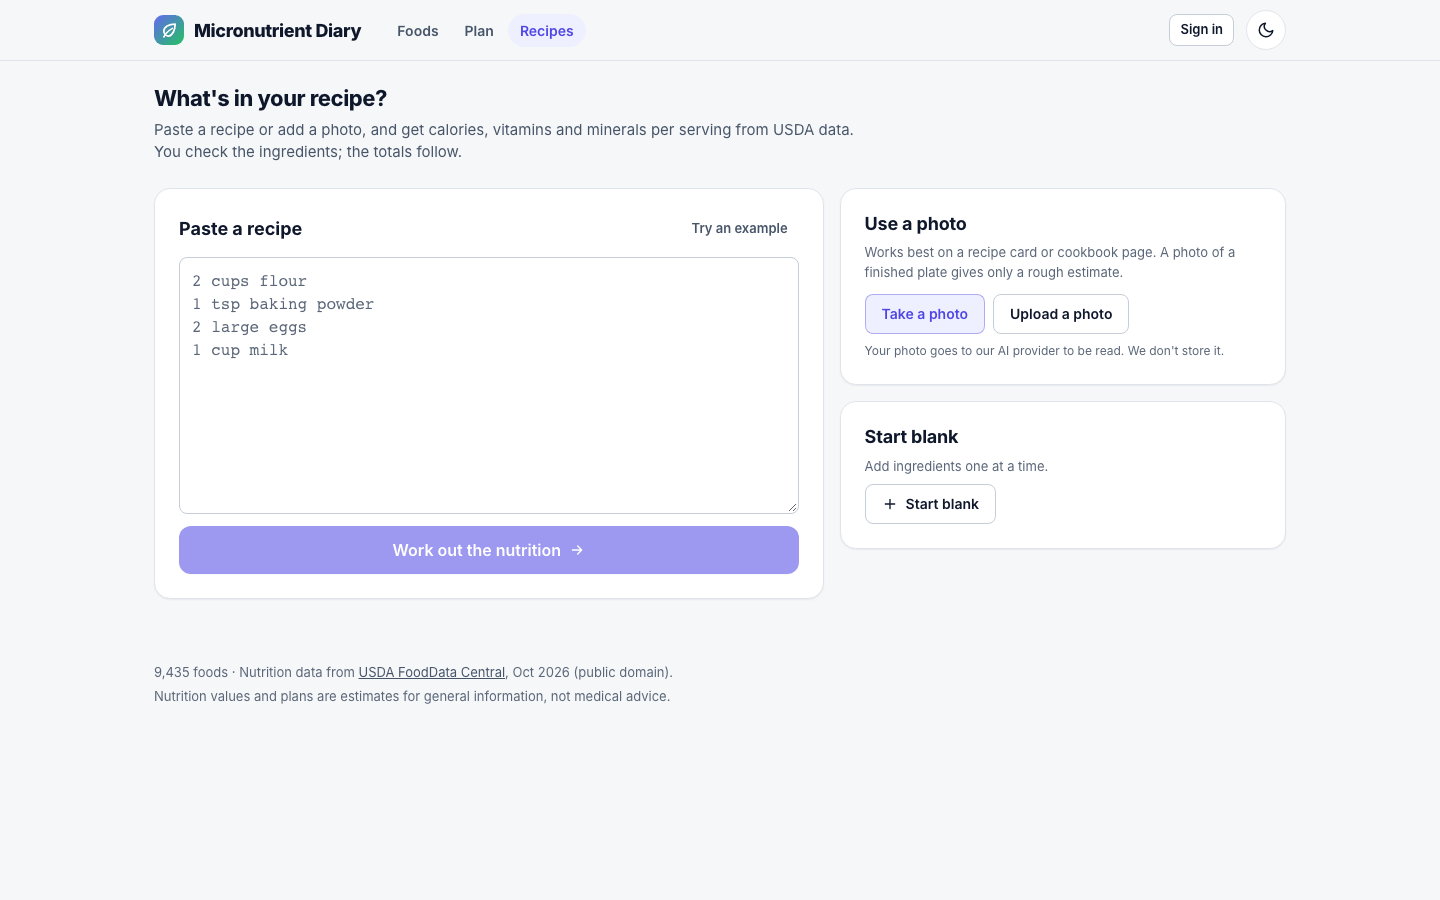 Micronutrient Diary
Foods
Plan
Recipes
Sign in
What's in your recipe?
Paste a recipe or add a photo, and get calories, vitamins and minerals per serving from USDA data.
You check the ingredients; the totals follow.
Paste a recipe
Try an example
2 cups flour
1 tsp baking powder
2 large eggs
1 cup milk
Work out the nutrition →
Use a photo
Works best on a recipe card or cookbook page. A photo of a
finished plate gives only a rough estimate.
Take a photo
Upload a photo
Your photo goes to our AI provider to be read. We don't store it.
Start blank
Add ingredients one at a time.
+ Start blank
9,435 foods · Nutrition data from USDA FoodData Central, Oct 2026 (public domain).
Nutrition values and plans are estimates for general information, not medical advice.